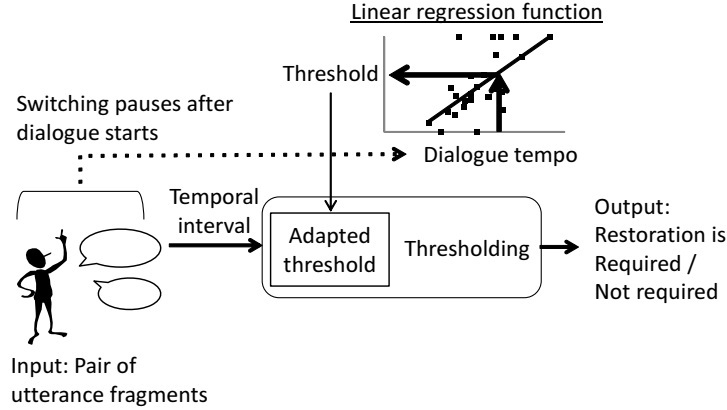 Linear regression function
Threshold
Switching pauses after
dialogue starts
Dialogue tempo
Temporal
interval
Adapted
threshold
Thresholding
Output:
Restoration is
Required /
Not required
Input: Pair of
utterance fragments